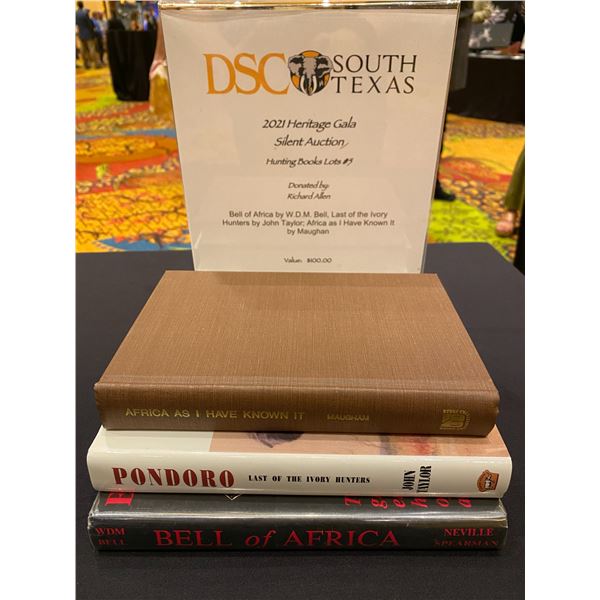 DSC SOUTH TEXAS
2021 Heritage Gala
Silent Auction
Hunting Books Lots #5
Donated by:
Richard Allen
Bell of Africa by W.D.M. Bell, Last of the Ivory
Hunters by John Taylor; Africa as I Have Known It
by Maughan
Value: $100.00
AFRICA AS I HAVE KNOWN IT MAUGHAM
PONDORO LAST OF THE IVORY HUNTERS JOHN TAYLOR
WDM BELL BELL of AFRICA NEVILLE SPEARMAN